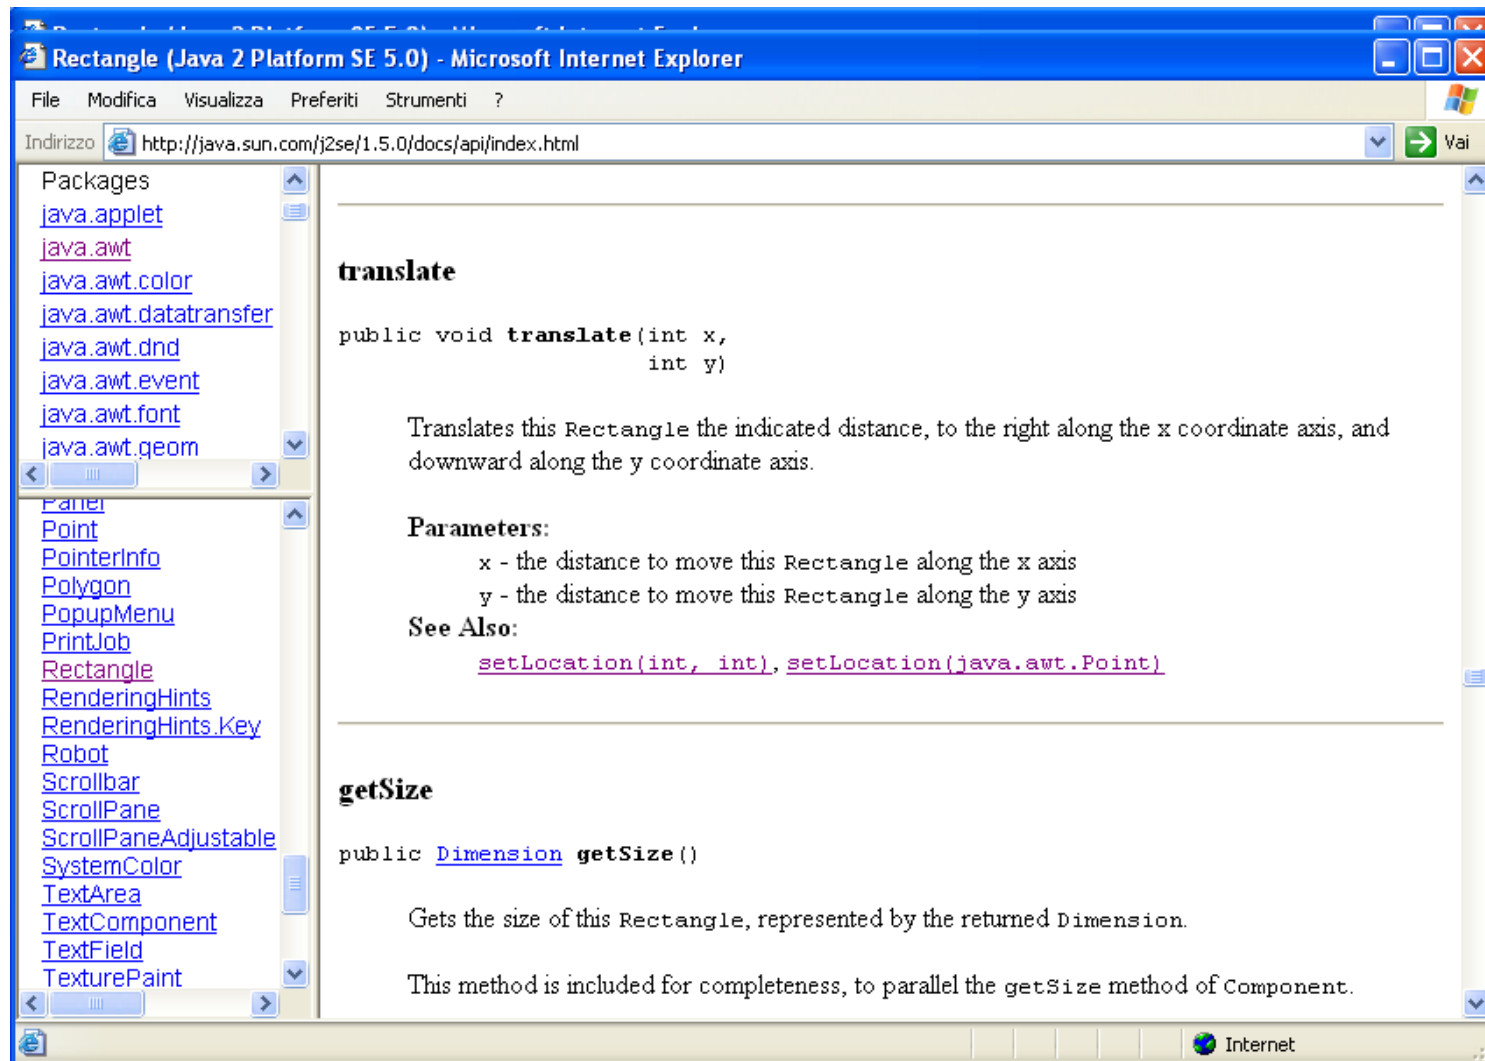 Rectangle (Java 2 Platform SE 5.0) - Microsoft Internet Explorer
File Modifica Visualizza Preferiti Strumenti ?
Indirizzo http://java.sun.com/j2se/1.5.0/docs/api/index.html Vai
Packages
java.applet
java.awt
java.awt.color
java.awt.datatransfer
java.awt.dnd
java.awt.event
java.awt.font
java.awt.geom
Panel
Point
PointerInfo
Polygon
PopupMenu
PrintJob
Rectangle
RenderingHints
RenderingHints.Key
Robot
Scrollbar
ScrollPane
ScrollPaneAdjustable
SystemColor
TextArea
TextComponent
TextField
TexturePaint
translate
public void translate(int x,
int y)
Translates this Rectangle the indicated distance, to the right along the x coordinate axis, and
downward along the y coordinate axis.
Parameters:
x - the distance to move this Rectangle along the x axis
y - the distance to move this Rectangle along the y axis
See Also:
setLocation(int, int), setLocation(java.awt.Point)
getSize
public Dimension getSize()
Gets the size of this Rectangle, represented by the returned Dimension.
This method is included for completeness, to parallel the getSize method of Component.
Internet